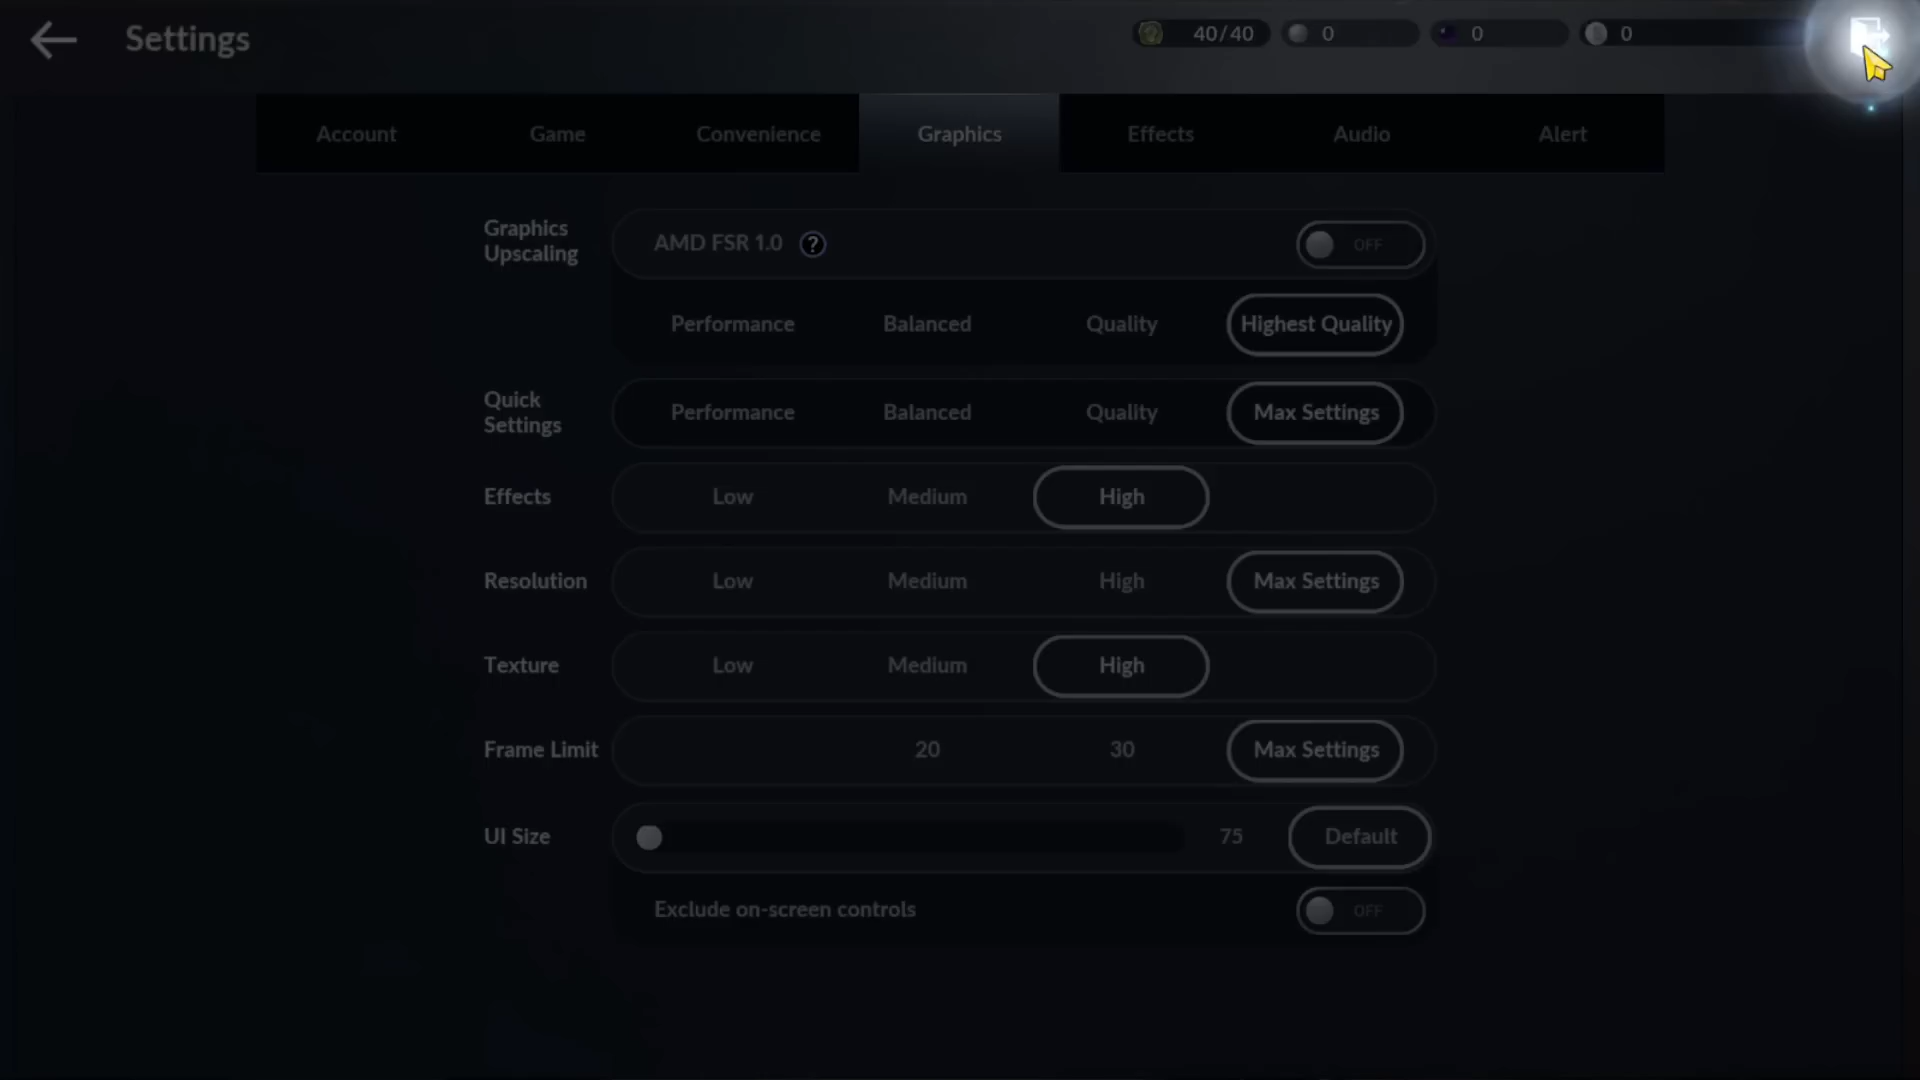 Settings
40/40 0 0 0
Account Game Convenience Graphics Effects Audio Alert
Graphics
Upscaling
AMD FSR 1.0 ? OFF
Performance Balanced Quality Highest Quality
Quick
Settings
Performance Balanced Quality Max Settings
Effects Low Medium High
Resolution Low Medium High Max Settings
Texture Low Medium High
Frame Limit 20 30 Max Settings
UI Size 75 Default
Exclude on-screen controls OFF